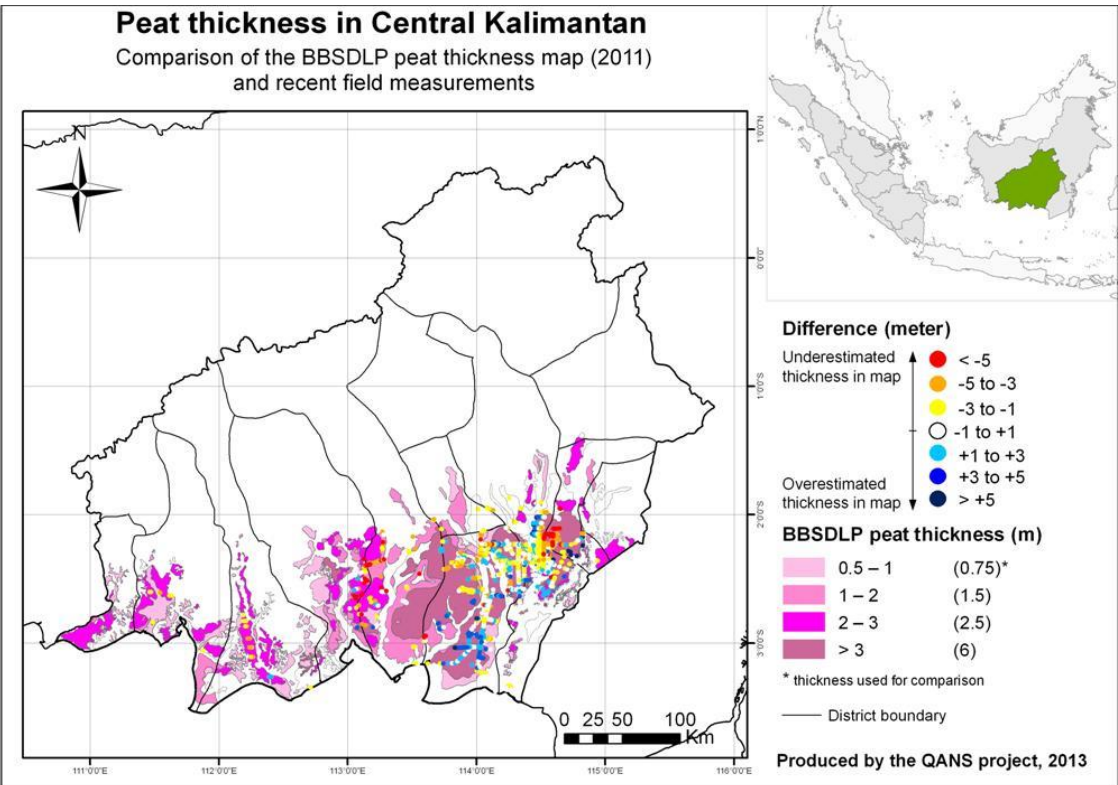 Peat thickness in Central Kalimantan
Comparison of the BBSDLP peat thickness map (2011)
and recent field measurements
N
1°0'0"N
0°0'0"
1°0'0"S
2°0'0"S
3°0'0"S
111°0'0"E
112°0'0"E
113°0'0"E
114°0'0"E
115°0'0"E
116°0'0"E
0 25 50 100
Km
Difference (meter)
Underestimated
thickness in map
Overestimated
thickness in map
< -5
-5 to -3
-3 to -1
-1 to +1
+1 to +3
+3 to +5
> +5
BBSDLP peat thickness (m)
0.5 – 1 (0.75)*
1 – 2 (1.5)
2 – 3 (2.5)
> 3 (6)
* thickness used for comparison
District boundary
Produced by the QANS project, 2013